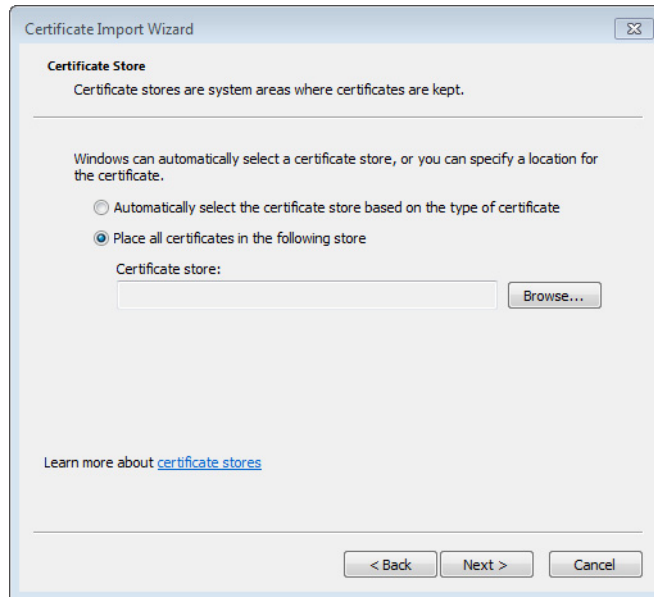 Certificate Import Wizard
Certificate Store
Certificate stores are system areas where certificates are kept.
Windows can automatically select a certificate store, or you can specify a location for
the certificate.
Automatically select the certificate store based on the type of certificate
Place all certificates in the following store
Certificate store:
Browse...
Learn more about certificate stores
< Back Next > Cancel